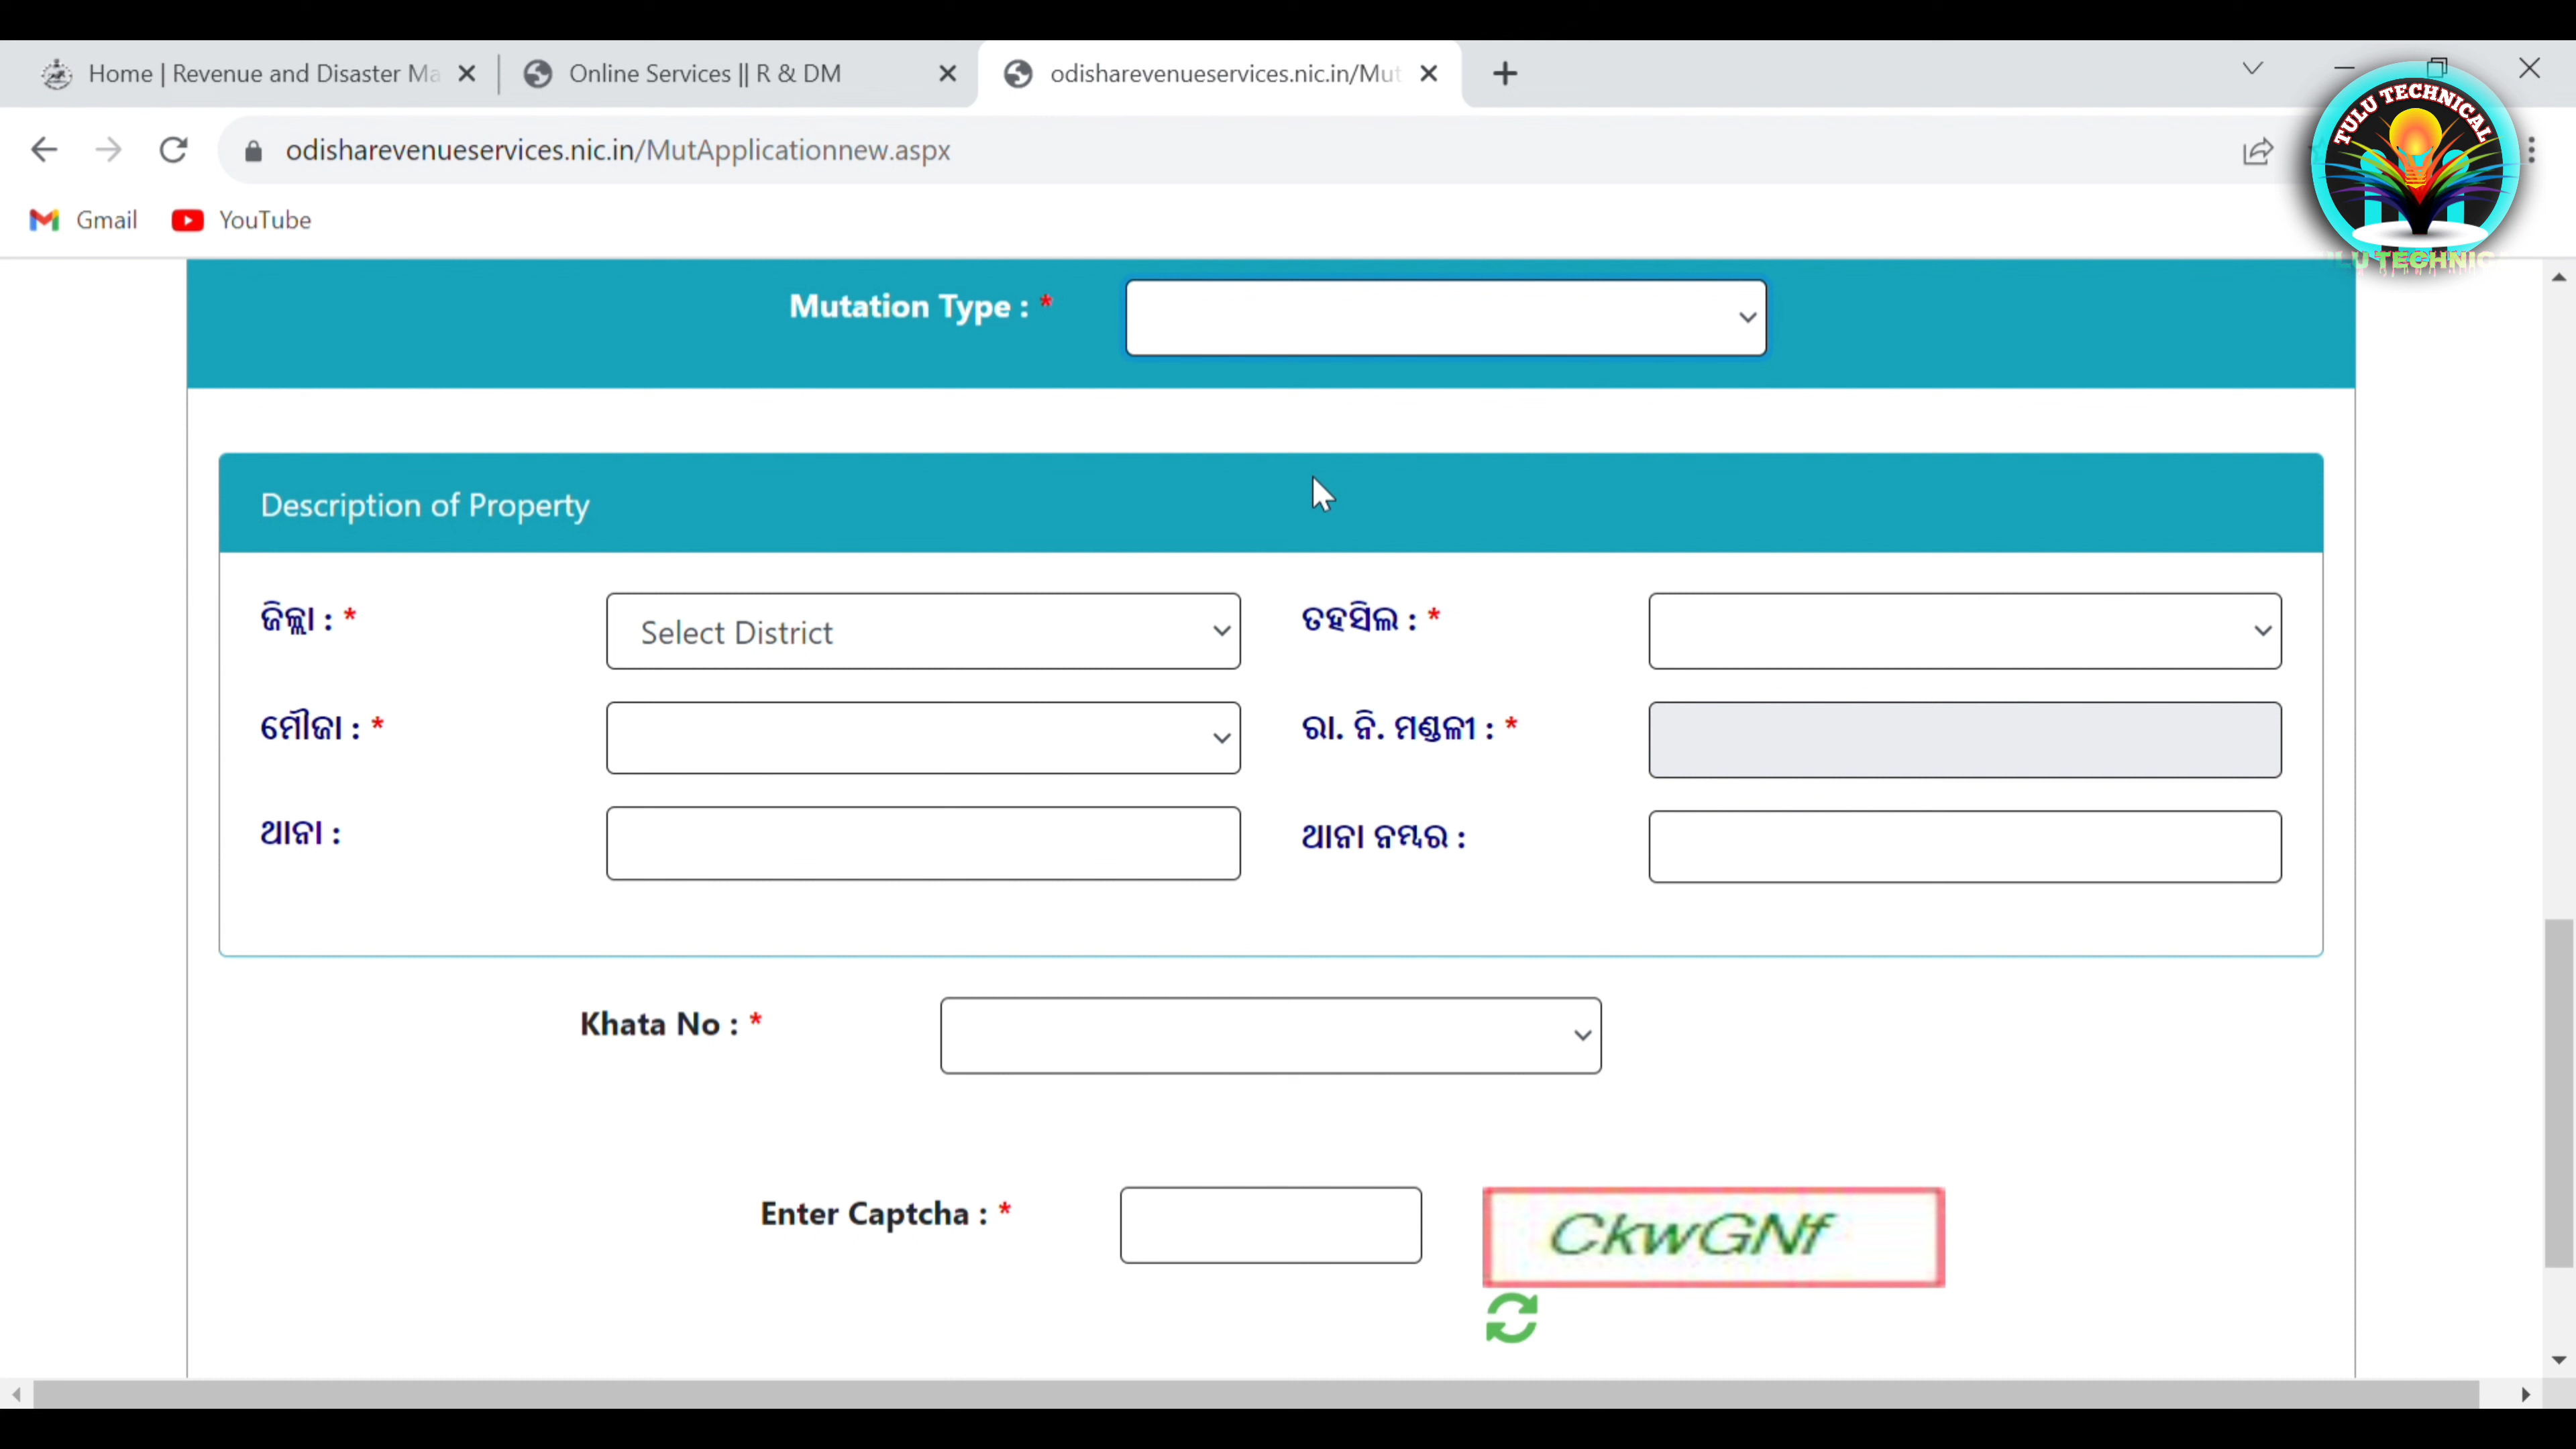 Home | Revenue and Disaster Ma
Online Services || R & DM
odisharevenueservices.nic.in/Mut
TULU TECHNICAL
odisharevenueservices.nic.in/MutApplicationnew.aspx
Gmail
YouTube
Mutation Type : *
Description of Property
ଜିଲ୍ଲା : *
Select District
ତହସିଲ : *
ମୌଜା : *
ରା. ନି. ମଣ୍ଡଳୀ : *
ଥାନା :
ଥାନା ନମ୍ବର :
Khata No : *
Enter Captcha : *
CkwGNf